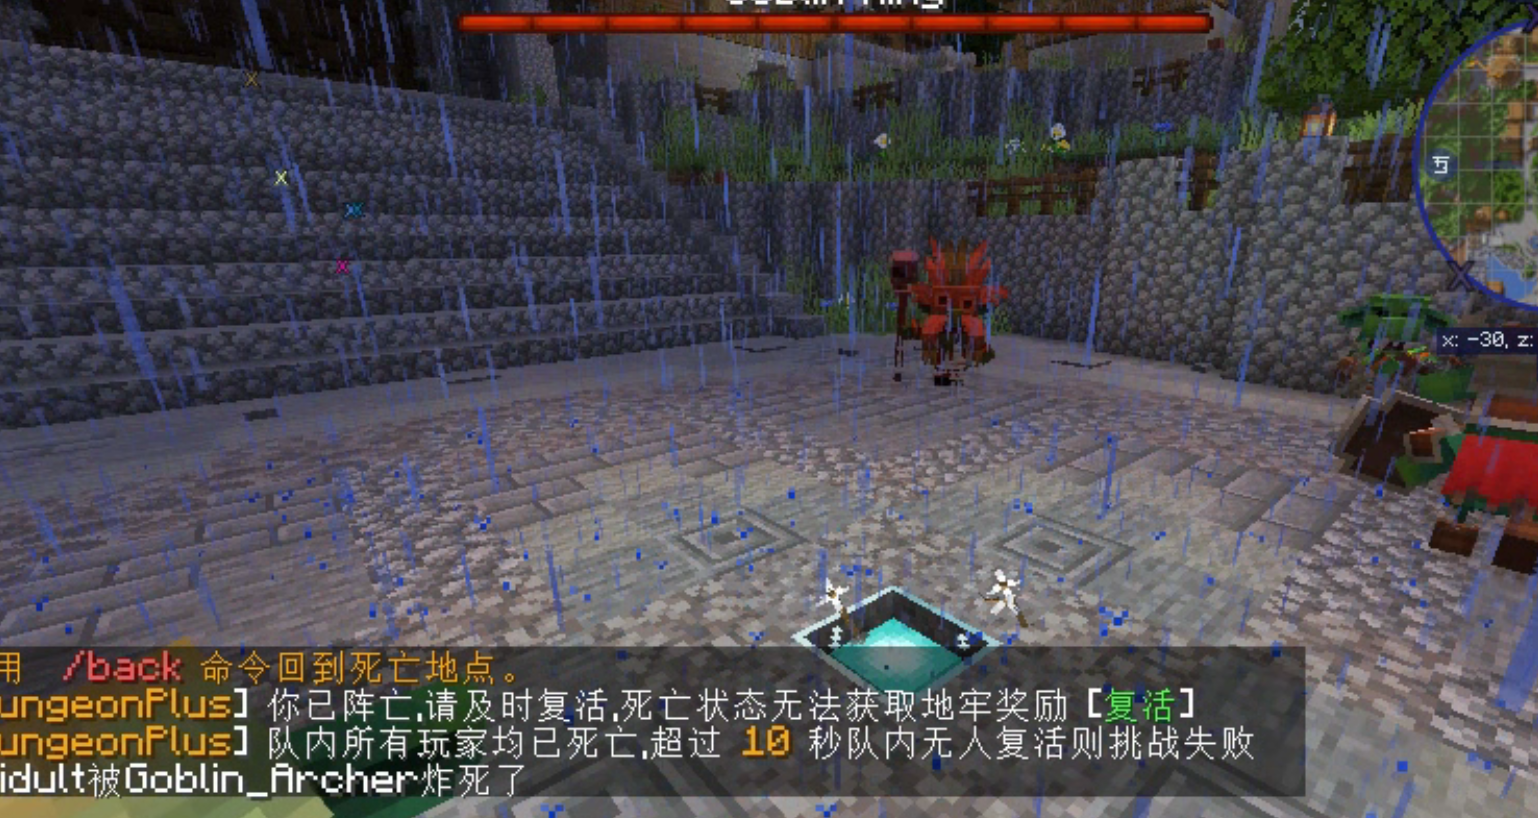 西
x: -30, z:
用 /back 命令回到死亡地点。
ungeonPlus] 你已阵亡,请及时复活,死亡状态无法获取地牢奖励 [复活]
ungeonPlus] 队内所有玩家均已死亡,超过 10 秒队内无人复活则挑战失败
idult被Goblin_Archer炸死了